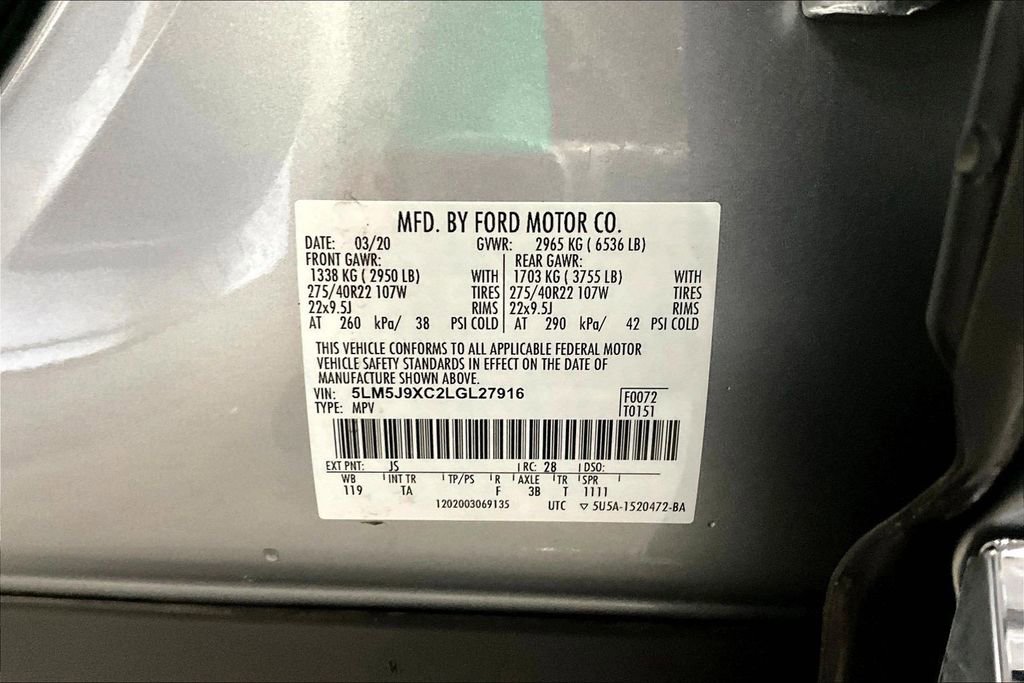 MFD. BY FORD MOTOR CO.
DATE: 03/20 GVWR: 2965 KG ( 6536 LB)
FRONT GAWR: REAR GAWR:
1338 KG ( 2950 LB) WITH 1703 KG ( 3755 LB) WITH
275/40R22 107W TIRES 275/40R22 107W TIRES
22x9.5J RIMS 22x9.5J RIMS
AT 260 kPa/ 38 PSI COLD AT 290 kPa/ 42 PSI COLD
THIS VEHICLE CONFORMS TO ALL APPLICABLE FEDERAL MOTOR
VEHICLE SAFETY STANDARDS IN EFFECT ON THE DATE OF
MANUFACTURE SHOWN ABOVE.
VIN: 5LM5J9XC2LGL27916 F0072
TYPE: MPV T0151
EXT PNT: JS RC: 28 DSO:
WB INT TR TP/PS R AXLE TR SPR
119 TA F 3B T 1111
1202003069135 UTC ▽ 5U5A-1520472-BA